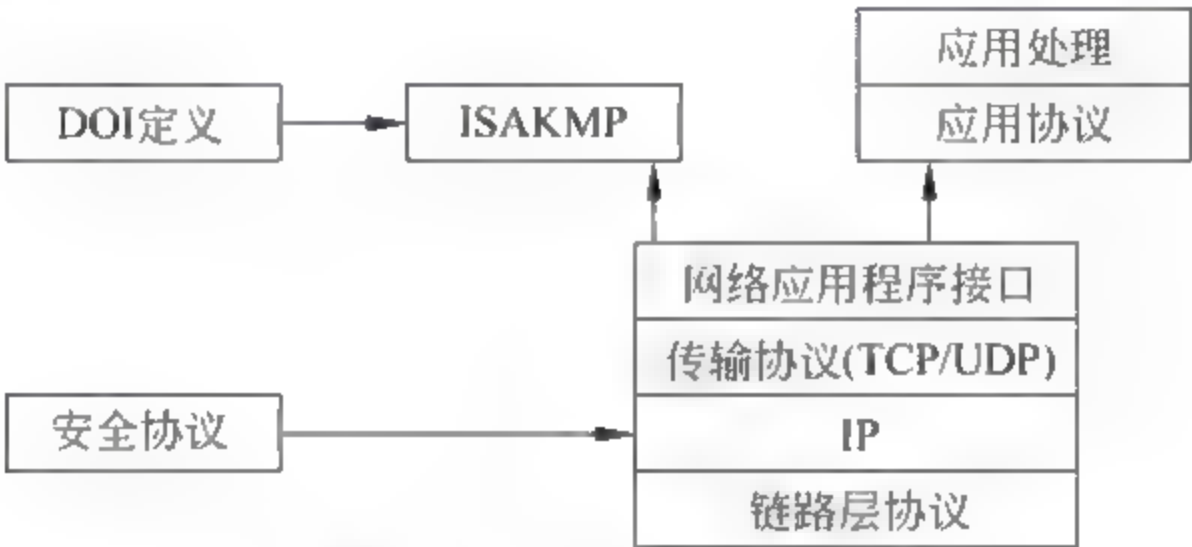 应用处理
DOI定义
ISAKMP
应用协议
网络应用程序接口
传输协议(TCP/UDP)
安全协议
IP
链路层协议